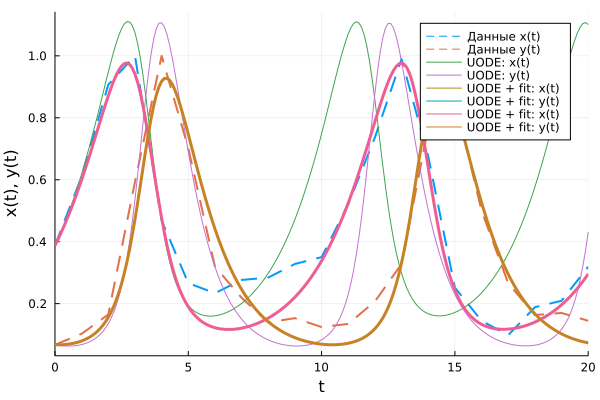 Данные x(t)
Данные y(t)
UODE: x(t)
UODE: y(t)
UODE + fit: x(t)
UODE + fit: y(t)
UODE + fit: x(t)
UODE + fit: y(t)
x(t), y(t)
1.0
0.8
0.6
0.4
0.2
0 5 10 15 20
t